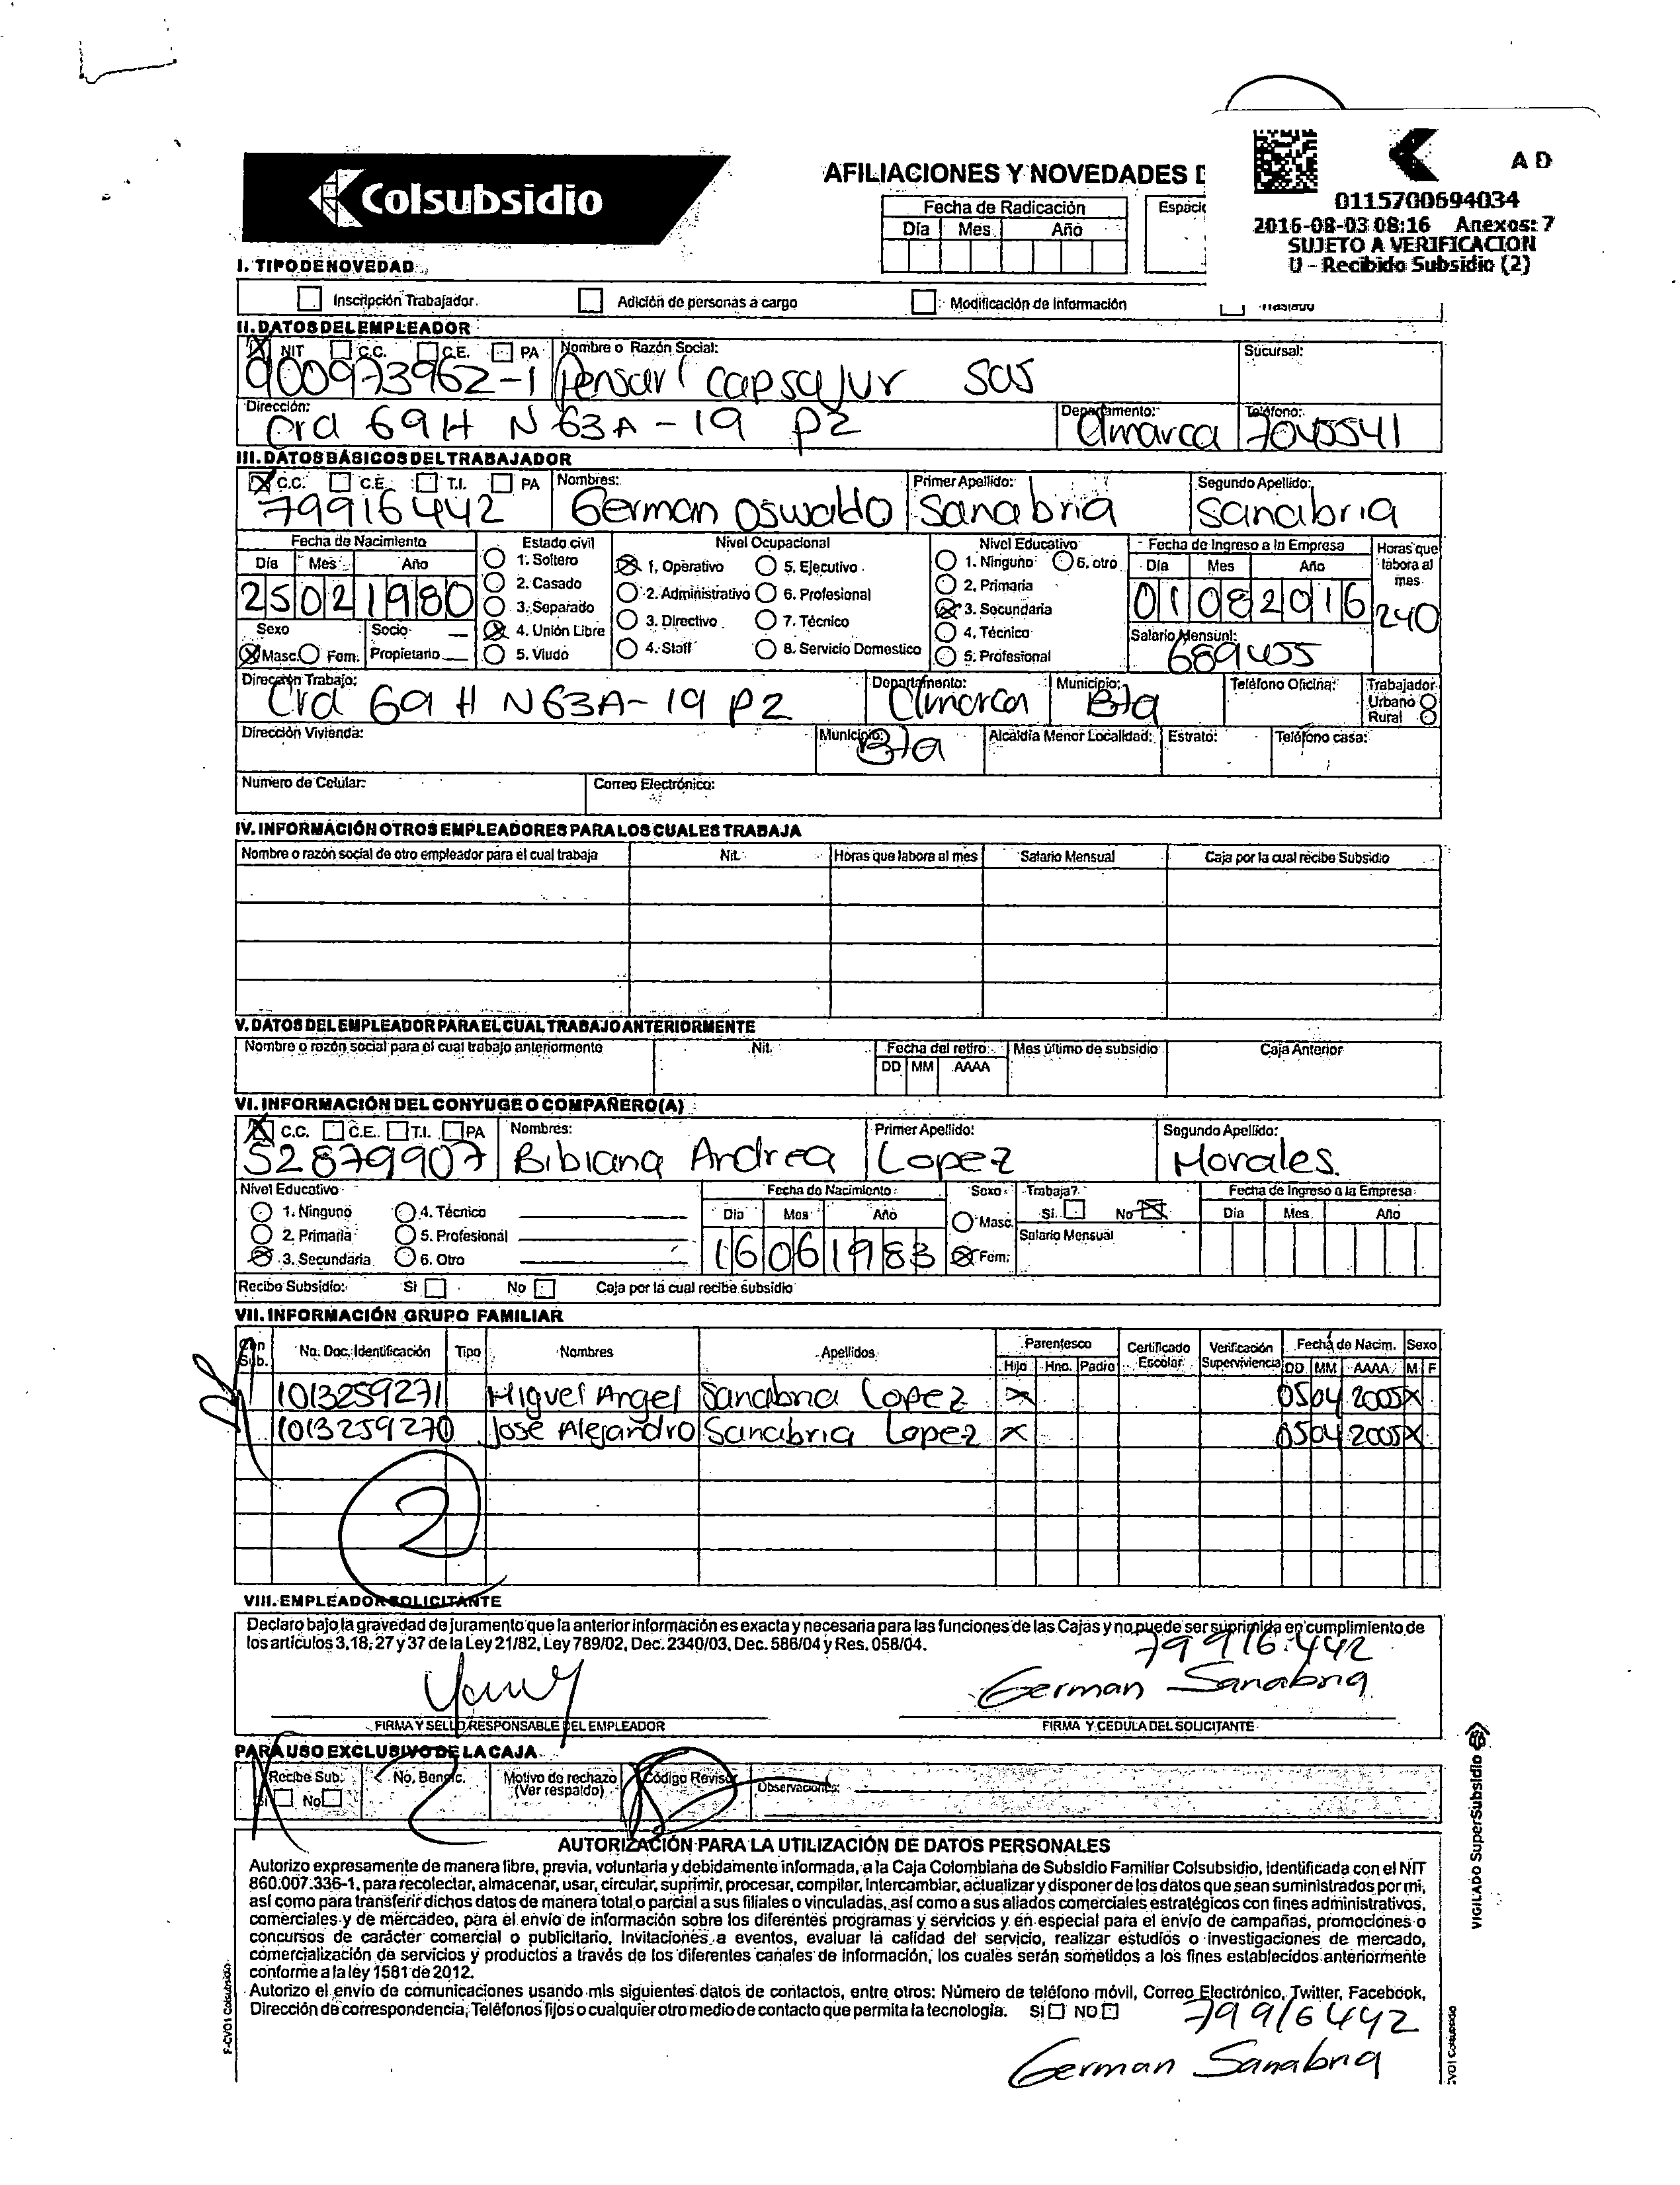 Colsubsidio
AFILIACIONES Y NOVEDADES D
A D
0115700694034
2016-08-03 08:16 Anexos: 7
SUJETO A VERIFICACION
U - Recibido Subsidio (2)
Fecha de Radicación
Día Mes Año
Espacio
I. TIPO DE NOVEDAD
Inscripción Trabajador Adición de personas a cargo Modificación de Información Traslado
II. DATOS DEL EMPLEADOR
X NIT C.C. C.E. PA Nombre o Razón Social: Sucursal:
900973962-1 Pensar Capsajur SAS
Dirección: Departamento: Teléfono:
Cra 69H N 63A - 19 P2 C/marca 7045541
III. DATOS BÁSICOS DEL TRABAJADOR
X C.C. C.E. T.I. PA Nombres: Primer Apellido: Segundo Apellido:
79916442 German Oswaldo Sanabria Sanabria
Fecha de Nacimiento Estado civil Nivel Ocupacional Nivel Educativo Fecha de Ingreso a la Empresa Horas que labora al mes
Día Mes Año 1. Soltero X 1. Operativo 5. Ejecutivo 1. Ninguno 6. otro Día Mes Año
25 02 1980 2. Casado 2. Administrativo 6. Profesional 2. Primaria 01 08 2016 240
3. Separado 3. Directivo 7. Técnico X 3. Secundaria
Sexo Socio X 4. Unión Libre 4. Staff 8. Servicio Domestico 4. Técnico Salario Mensual:
X Masc. Fem. Propietario 5. Viudo 5. Profesional 689455
Dirección Trabajo: Departamento: Municipio: Teléfono Oficina: Trabajador
Cra 69 H N 63A - 19 P2 C/marca B/a Urbano
Rural
Dirección Vivienda: Municipio: B/a Alcaldía Menor Localidad: Estrato: Teléfono casa:
Numero de Celular: Correo Electrónico:
IV. INFORMACIÓN OTROS EMPLEADORES PARA LOS CUALES TRABAJA
Nombre o razón social de otro empleador para el cual trabaja Nit. Horas que labora al mes Salario Mensual Caja por la cual recibe Subsidio
V. DATOS DEL EMPLEADOR PARA EL CUAL TRABAJO ANTERIORMENTE
Nombre o razón social para el cual trabajo anteriormente Nit. Fecha del retiro Mes último de subsidio Caja Anterior
DD MM AAAA
VI. INFORMACIÓN DEL CONYUGE O COMPAÑERO(A)
X C.C. C.E. T.I. PA Nombres: Primer Apellido: Segundo Apellido:
52879907 Bibiana Andrea Lopez Morales.
Nivel Educativo Fecha de Nacimiento Sexo Trabaja? Fecha de Ingreso a la Empresa
1. Ninguno 4. Técnico Día Mes Año Masc. Si. No X Día Mes Año
2. Primaria 5. Profesional 16 06 1983 Salario Mensual
X 3. Secundaria 6. Otro X Fem.
Recibe Subsidio: Si No Caja por la cual recibe subsidio
VII. INFORMACIÓN GRUPO FAMILIAR
Con Sub. No. Doc. Identificación Tipo Nombres Apellidos Parentesco Certificado Escolar Verificación Supervivencia Fecha de Nacim. Sexo
Hijo Hno. Padre DD MM AAAA M F
1013259271 Miguel Angel Sanabria Lopez X 05 04 2005 X
1013259270 Jose Alejandro Sanabria Lopez X 05 04 2005 X
2
VIII. EMPLEADOR SOLICITANTE
Declaro bajo la gravedad de juramento que la anterior información es exacta y necesaria para las funciones de las Cajas y no puede ser suprimida en cumplimiento de
los artículos 3,18, 27 y 37 de la Ley 21/82, Ley 789/02, Dec. 2340/03, Dec. 586/04 y Res. 058/04.
79916.442
German Sanabria
FIRMA Y SELLO RESPONSABLE DEL EMPLEADOR FIRMA Y CEDULA DEL SOLICITANTE
PARA USO EXCLUSIVO DE LA CAJA
Recibe Sub. No. Benefic. Motivo de rechazo Código Revisor Observaciones:
Si No (Ver respaldo)
2
AUTORIZACIÓN PARA LA UTILIZACIÓN DE DATOS PERSONALES
Autorizo expresamente de manera libre, previa, voluntaria y debidamente informada, a la Caja Colombiana de Subsidio Familiar Colsubsidio, identificada con el NIT
860.007.336-1, para recolectar, almacenar, usar, circular, suprimir, procesar, compilar, intercambiar, actualizar y disponer de los datos que sean suministrados por mi,
así como para transferir dichos datos de manera total o parcial a sus filiales o vinculadas, así como a sus aliados comerciales estratégicos con fines administrativos,
comerciales y de mercadeo, para el envío de información sobre los diferentes programas y servicios y en especial para el envío de campañas, promociones o
concursos de carácter comercial o publicitario, invitaciones a eventos, evaluar la calidad del servicio, realizar estudios o investigaciones de mercado,
comercialización de servicios y productos a través de los diferentes canales de información, los cuales serán sometidos a los fines establecidos anteriormente
conforme a la ley 1581 de 2012.
Autorizo el envío de comunicaciones usando mis siguientes datos de contactos, entre otros: Número de teléfono móvil, Correo Electrónico, Twitter, Facebook,
Dirección de correspondencia, Teléfonos fijos o cualquier otro medio de contacto que permita la tecnología. SI NO
79916442
German Sanabria
VIGILADO SuperSubsidio
F-CV01 Colsubsidio
CV01 Colsubsidio